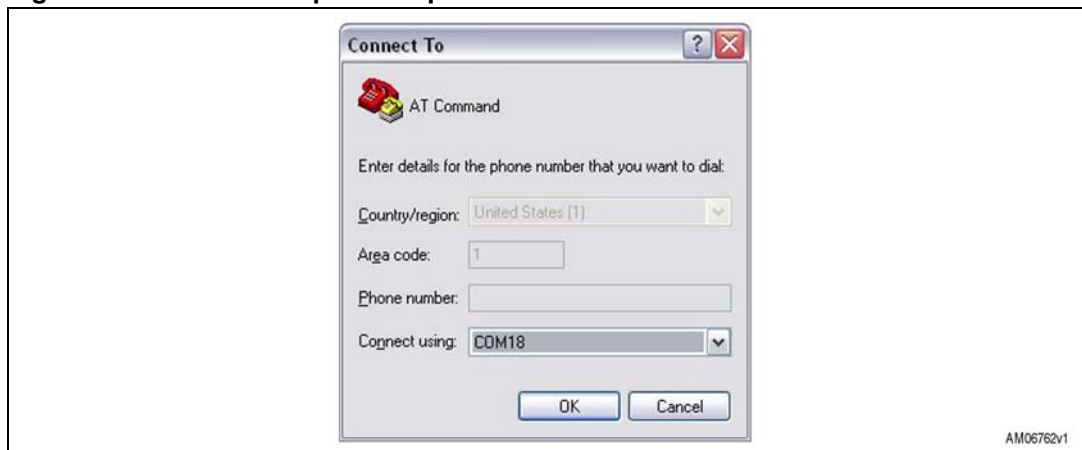 Connect To
AT Command
Enter details for the phone number that you want to dial:
Country/region: United States (1)
Area code: 1
Phone number:
Connect using: COM18
OK Cancel
AM06762v1